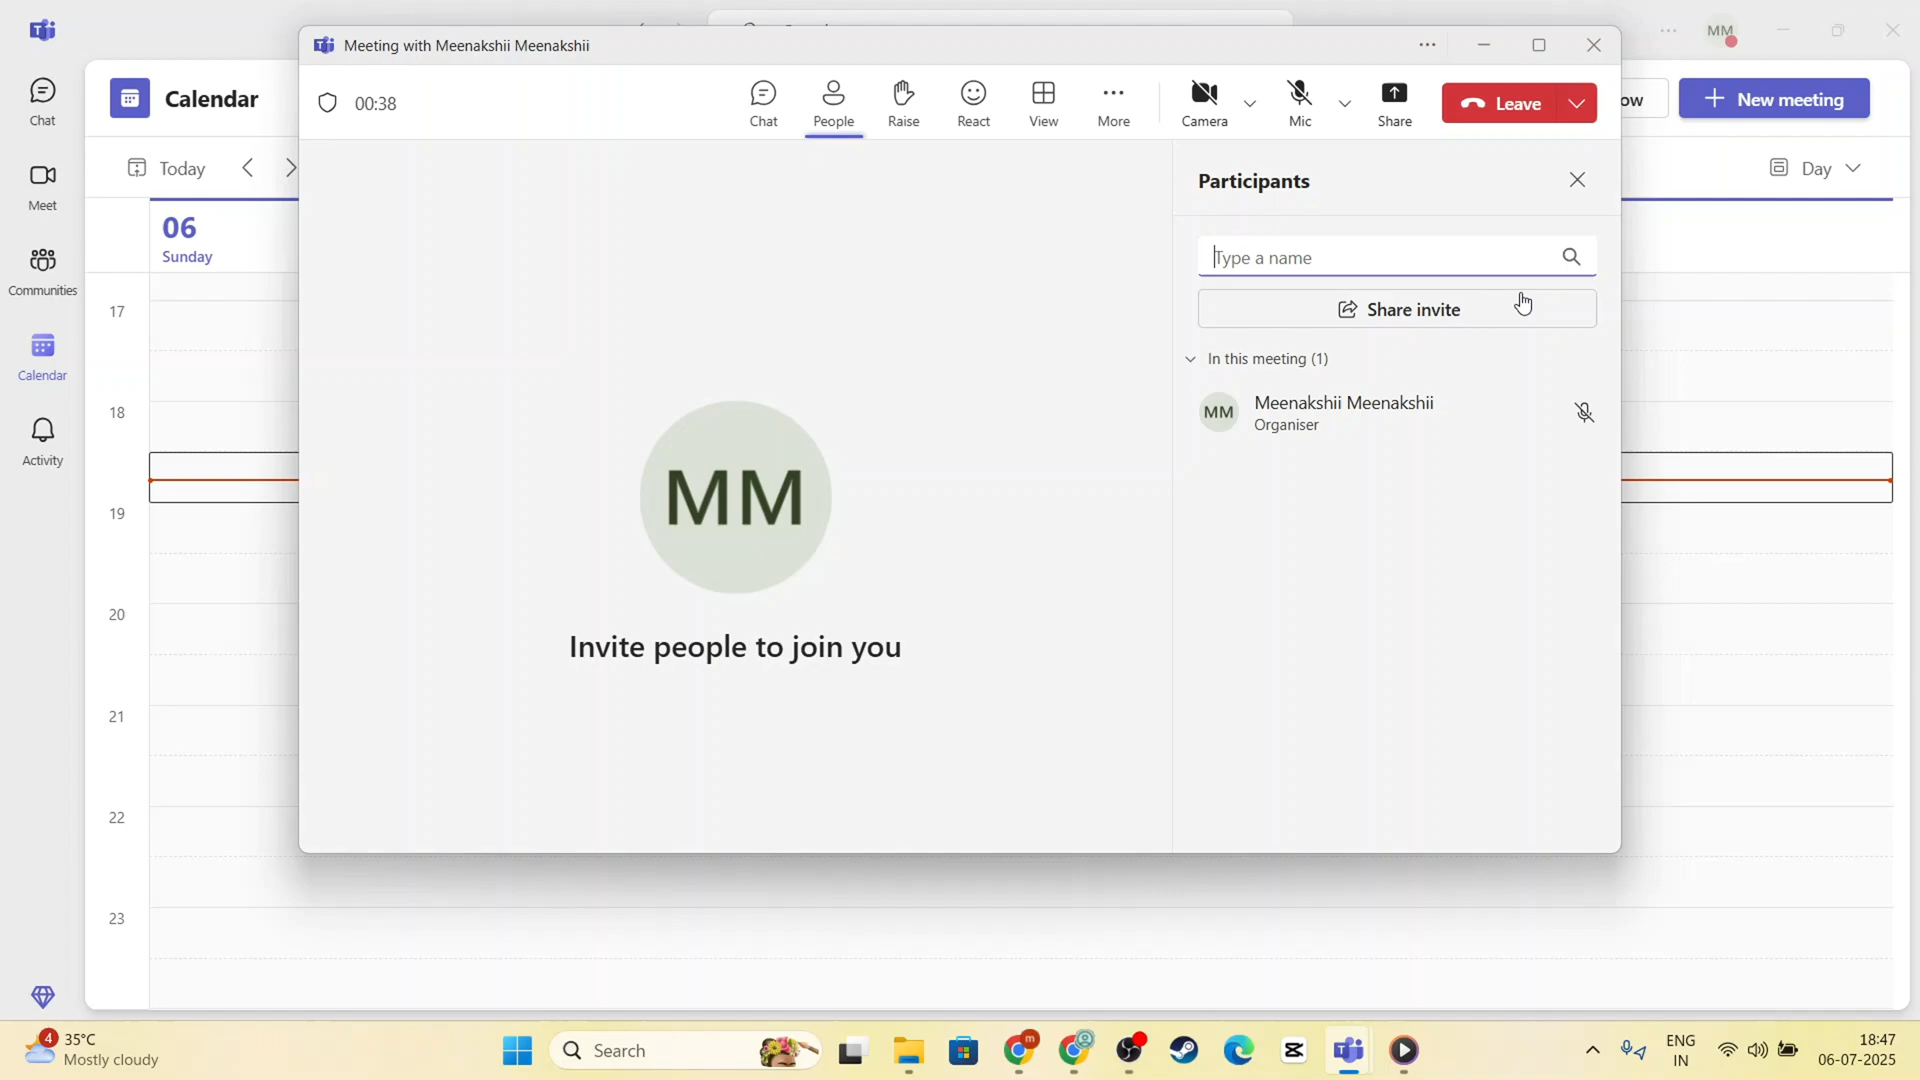 MM
Meeting with Meenakshii Meenakshii
Chat
Meet
Communities
Calendar
Activity
Calendar
ow
New meeting
Today
Day
06
Sunday
17
18
19
20
21
22
23
00:38
Chat
People
Raise
React
View
More
Camera
Mic
Share
Leave
MM
Invite people to join you
Participants
Type a name
Share invite
In this meeting (1)
MM
Meenakshii Meenakshii
Organiser
4
35°C
Mostly cloudy
Search
m
ENG
IN
18:47
06-07-2025